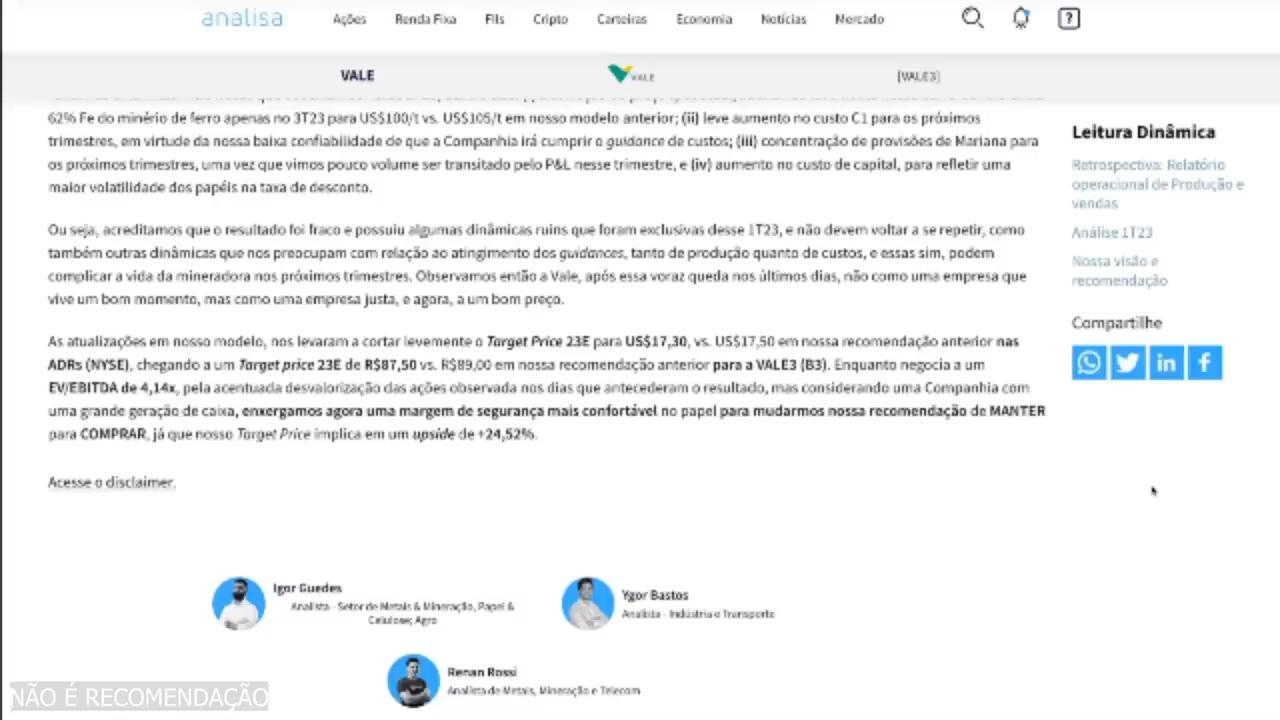 analisa
Ações Renda Fixa FIIs Cripto Carteiras Economia Notícias Mercado
VALE VALE [VALE3]
62% Fe do minério de ferro apenas no 3T23 para US$100/t vs. US$105/t em nosso modelo anterior; (ii) leve aumento no custo C1 para os próximos
trimestres, em virtude da nossa baixa confiabilidade de que a Companhia irá cumprir o guidance de custos; (iii) concentração de provisões de Mariana para
os próximos trimestres, uma vez que vimos pouco volume ser transitado pelo P&L nesse trimestre, e (iv) aumento no custo de capital, para refletir uma
maior volatilidade dos papéis na taxa de desconto.
Ou seja, acreditamos que o resultado foi fraco e possuiu algumas dinâmicas ruins que foram exclusivas desse 1T23, e não devem voltar a se repetir, como
também outras dinâmicas que nos preocupam com relação ao atingimento dos guidances, tanto de produção quanto de custos, e essas sim, podem
complicar a vida da mineradora nos próximos trimestres. Observamos então a Vale, após essa voraz queda nos últimos dias, não como uma empresa que
vive um bom momento, mas como uma empresa justa, e agora, a um bom preço.
As atualizações em nosso modelo, nos levaram a cortar levemente o Target Price 23E para US$17,30, vs. US$17,50 em nossa recomendação anterior nas
ADRs (NYSE), chegando a um Target price 23E de R$87,50 vs. R$89,00 em nossa recomendação anterior para a VALE3 (B3). Enquanto negocia a um
EV/EBITDA de 4,14x, pela acentuada desvalorização das ações observada nos dias que antecederam o resultado, mas considerando uma Companhia com
uma grande geração de caixa, enxergamos agora uma margem de segurança mais confortável no papel para mudarmos nossa recomendação de MANTER
para COMPRAR, já que nosso Target Price implica em um upside de +24,52%.
Acesse o disclaimer.
Leitura Dinâmica
Retrospectiva: Relatório
operacional de Produção e
vendas
Análise 1T23
Nossa visão e
recomendação
Compartilhe
Igor Guedes
Analista - Setor de Metais & Mineração, Papel &
Celulose; Agro
Ygor Bastos
Analista - Indústria e Transporte
Renan Rossi
Analista de Metais, Mineração e Telecom
NÃO É RECOMENDAÇÃO